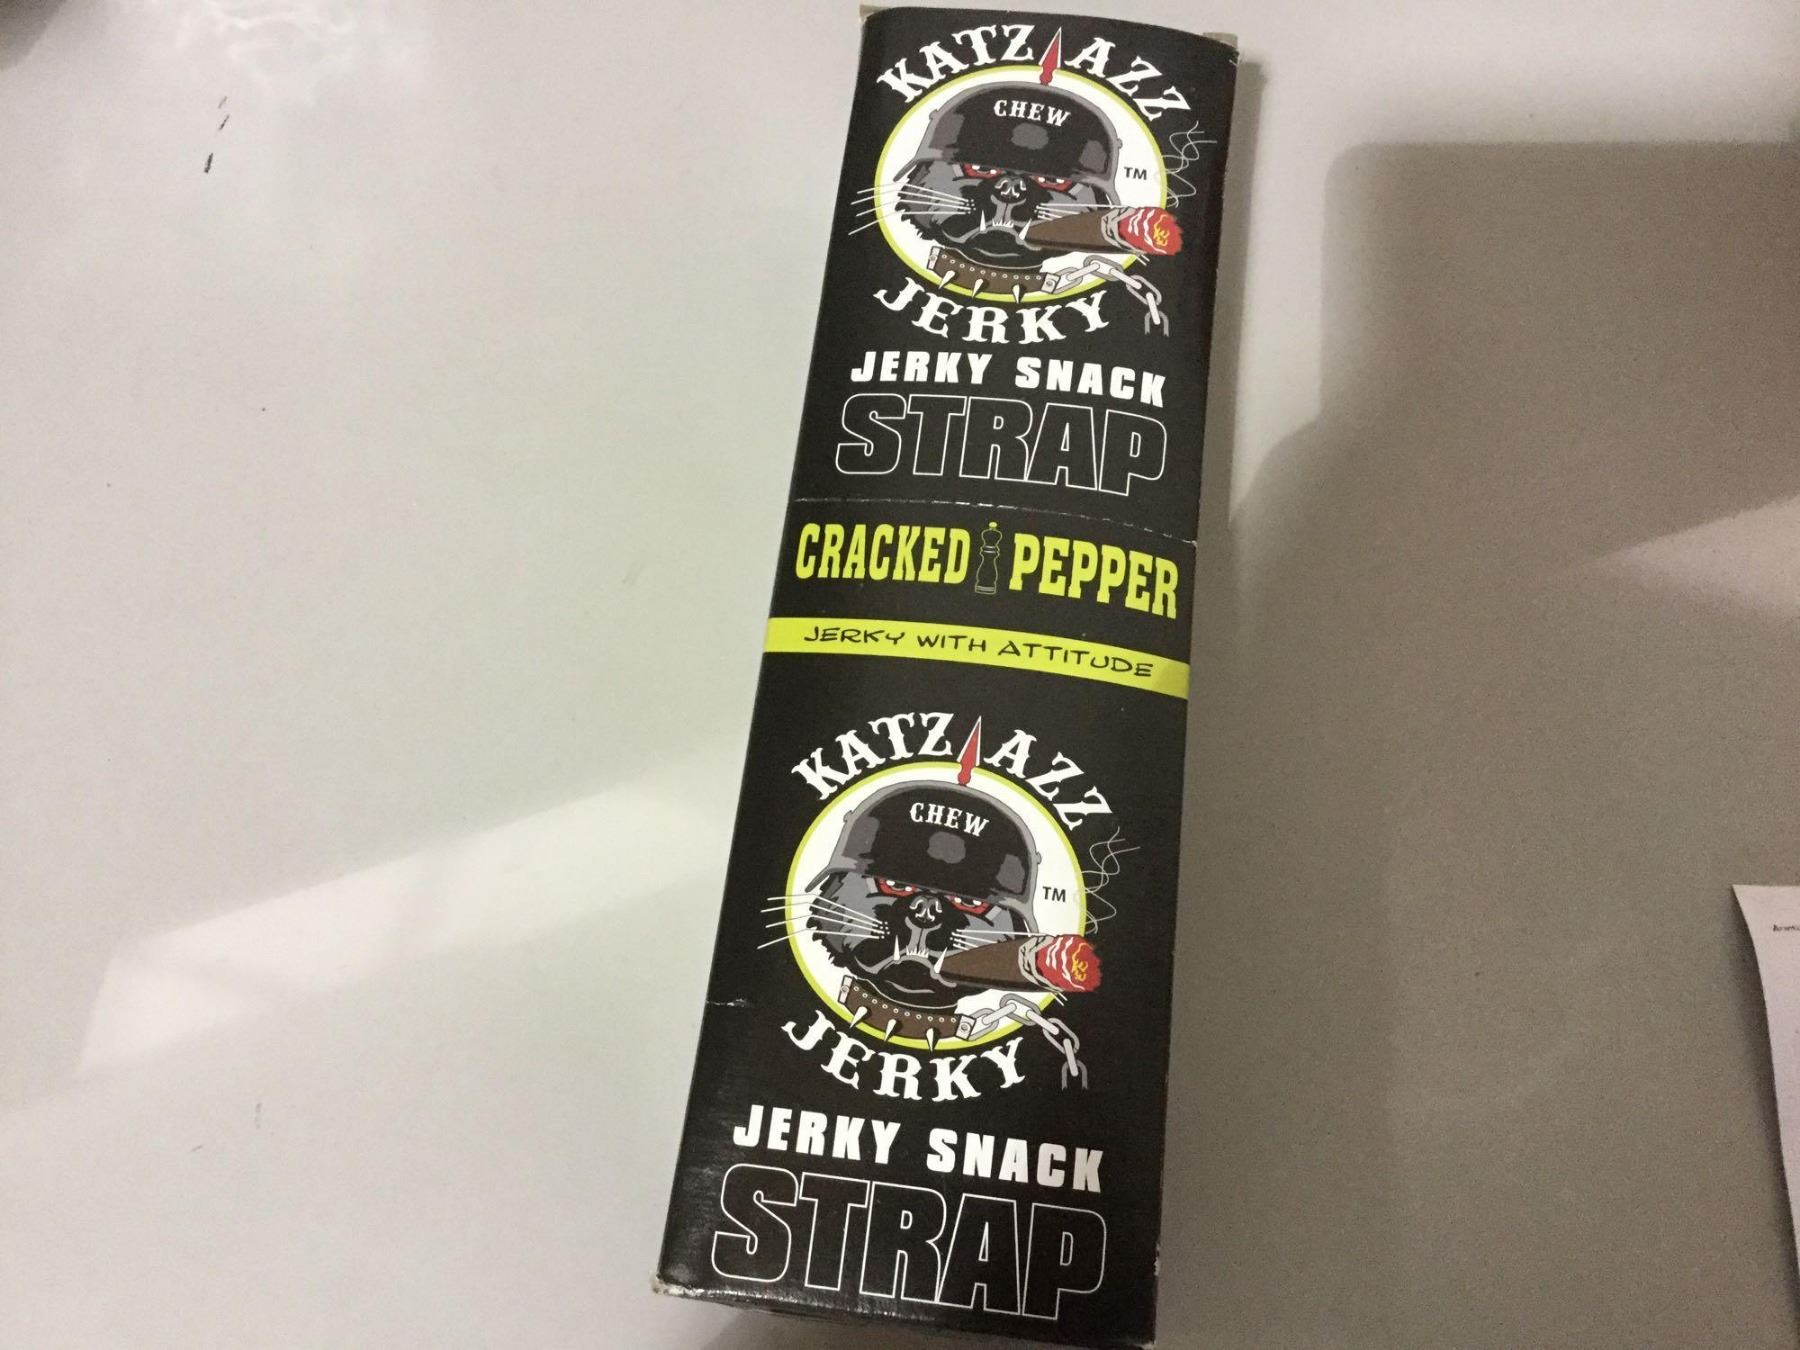 KATZ AZZ
CHEW
TM
JERKY
JERKY SNACK
STRAP
CRACKED PEPPER
JERKY WITH ATTITUDE
KATZ AZZ
CHEW
TM
JERKY
JERKY SNACK
STRAP